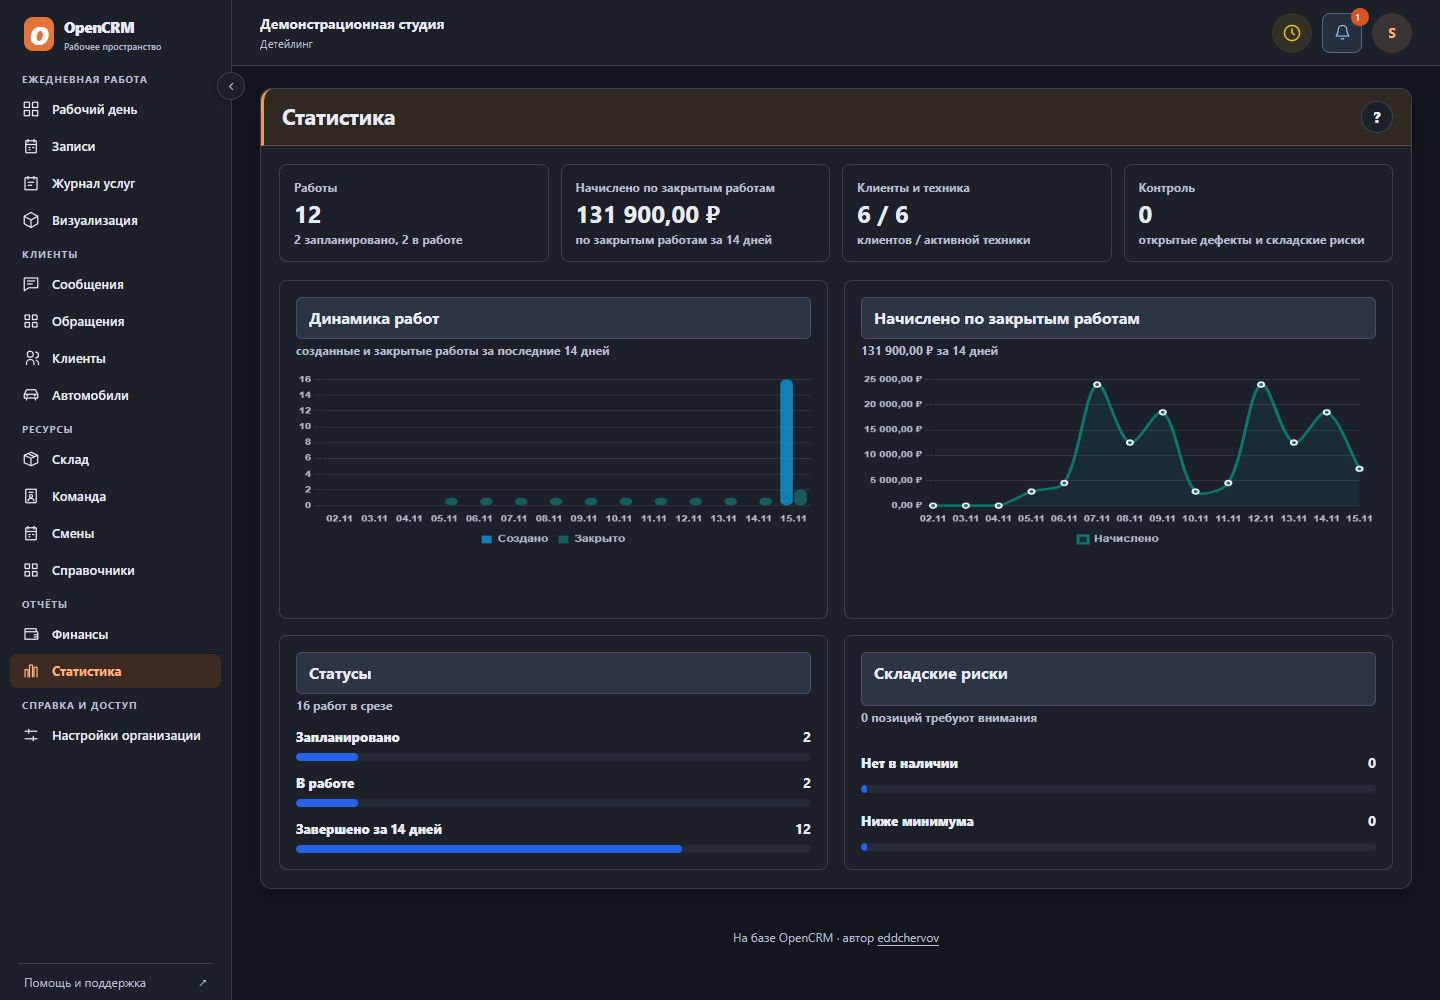 OpenCRM
Рабочее пространство
ЕЖЕДНЕВНАЯ РАБОТА
Рабочий день
Записи
Журнал услуг
Визуализация
КЛИЕНТЫ
Сообщения
Обращения
Клиенты
Автомобили
РЕСУРСЫ
Склад
Команда
Смены
Справочники
ОТЧЁТЫ
Финансы
Статистика
СПРАВКА И ДОСТУП
Настройки организации
Помощь и поддержка
Демонстрационная студия
Детейлинг
1
S
Статистика
?
Работы
12
2 запланировано, 2 в работе
Начислено по закрытым работам
131 900,00 ₽
по закрытым работам за 14 дней
Клиенты и техника
6 / 6
клиентов / активной техники
Контроль
0
открытые дефекты и складские риски
Динамика работ
созданные и закрытые работы за последние 14 дней
16
14
12
10
8
6
4
2
0
02.11 03.11 04.11 05.11 06.11 07.11 08.11 09.11 10.11 11.11 12.11 13.11 14.11 15.11
Создано Закрыто
Начислено по закрытым работам
131 900,00 ₽ за 14 дней
25 000,00 ₽
20 000,00 ₽
15 000,00 ₽
10 000,00 ₽
5 000,00 ₽
0,00 ₽
02.11 03.11 04.11 05.11 06.11 07.11 08.11 09.11 10.11 11.11 12.11 13.11 14.11 15.11
Начислено
Статусы
16 работ в срезе
Запланировано 2
В работе 2
Завершено за 14 дней 12
Складские риски
0 позиций требуют внимания
Нет в наличии 0
Ниже минимума 0
На базе OpenCRM · автор eddchervov